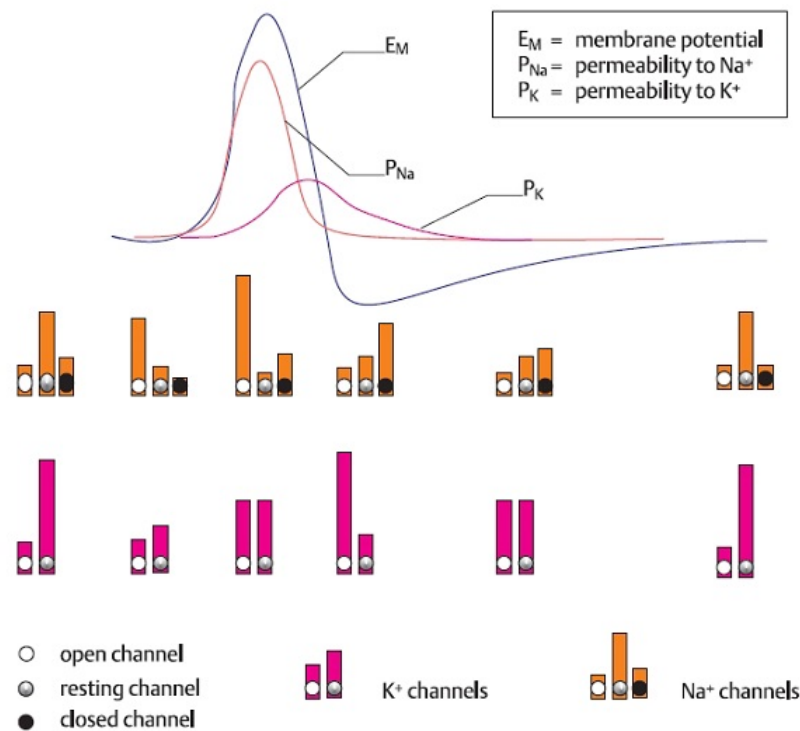 E_M = membrane potential
P_Na = permeability to Na⁺
P_K = permeability to K⁺
E_M
P_Na
P_K
open channel
resting channel
closed channel
K⁺ channels
Na⁺ channels